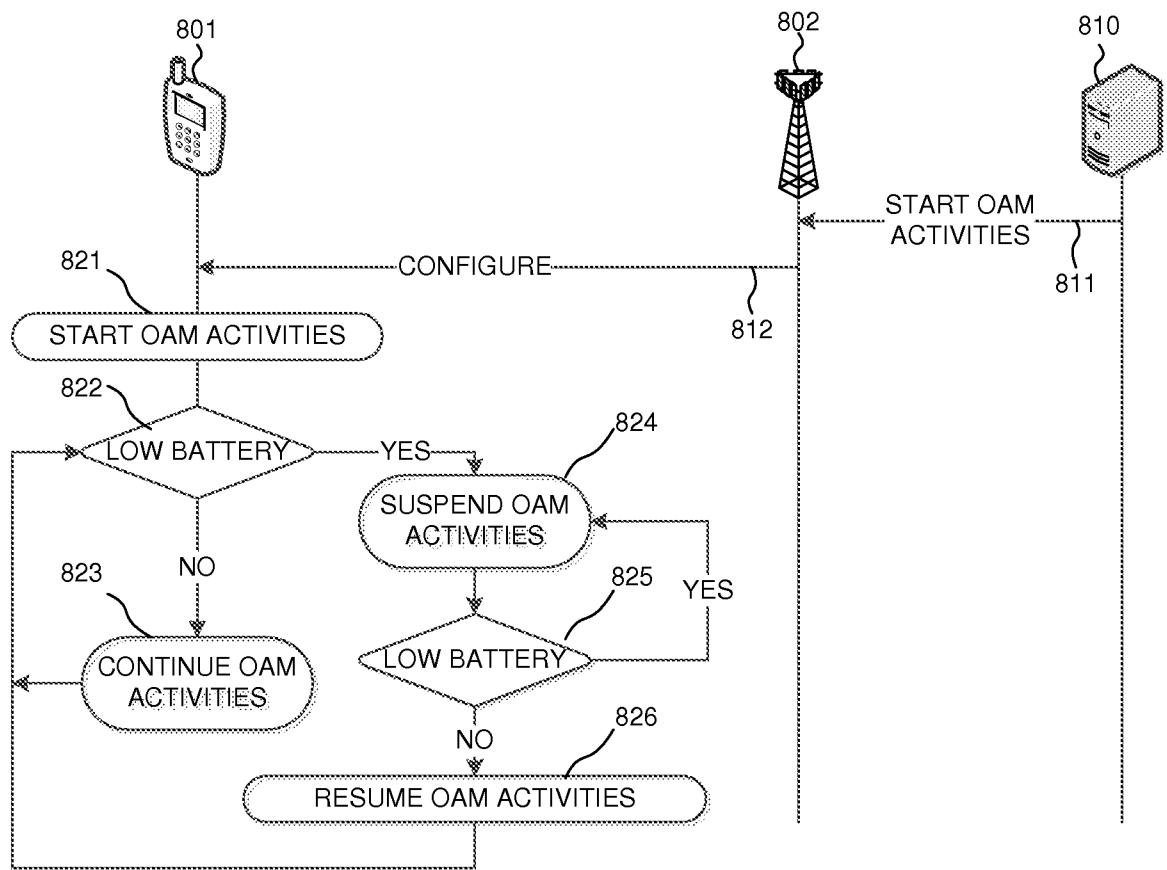 801
802
810
START OAM
ACTIVITIES
811
CONFIGURE
812
821
START OAM ACTIVITIES
822
LOW BATTERY
YES
824
SUSPEND OAM
ACTIVITIES
NO
823
CONTINUE OAM
ACTIVITIES
825
YES
LOW BATTERY
NO
826
RESUME OAM ACTIVITIES